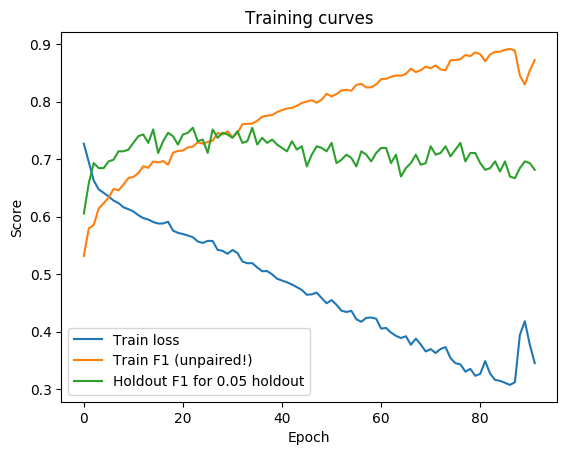 Training curves
Score
0.9
0.8
0.7
0.6
0.5
0.4
0.3
Train loss
Train F1 (unpaired!)
Holdout F1 for 0.05 holdout
0 20 40 60 80
Epoch